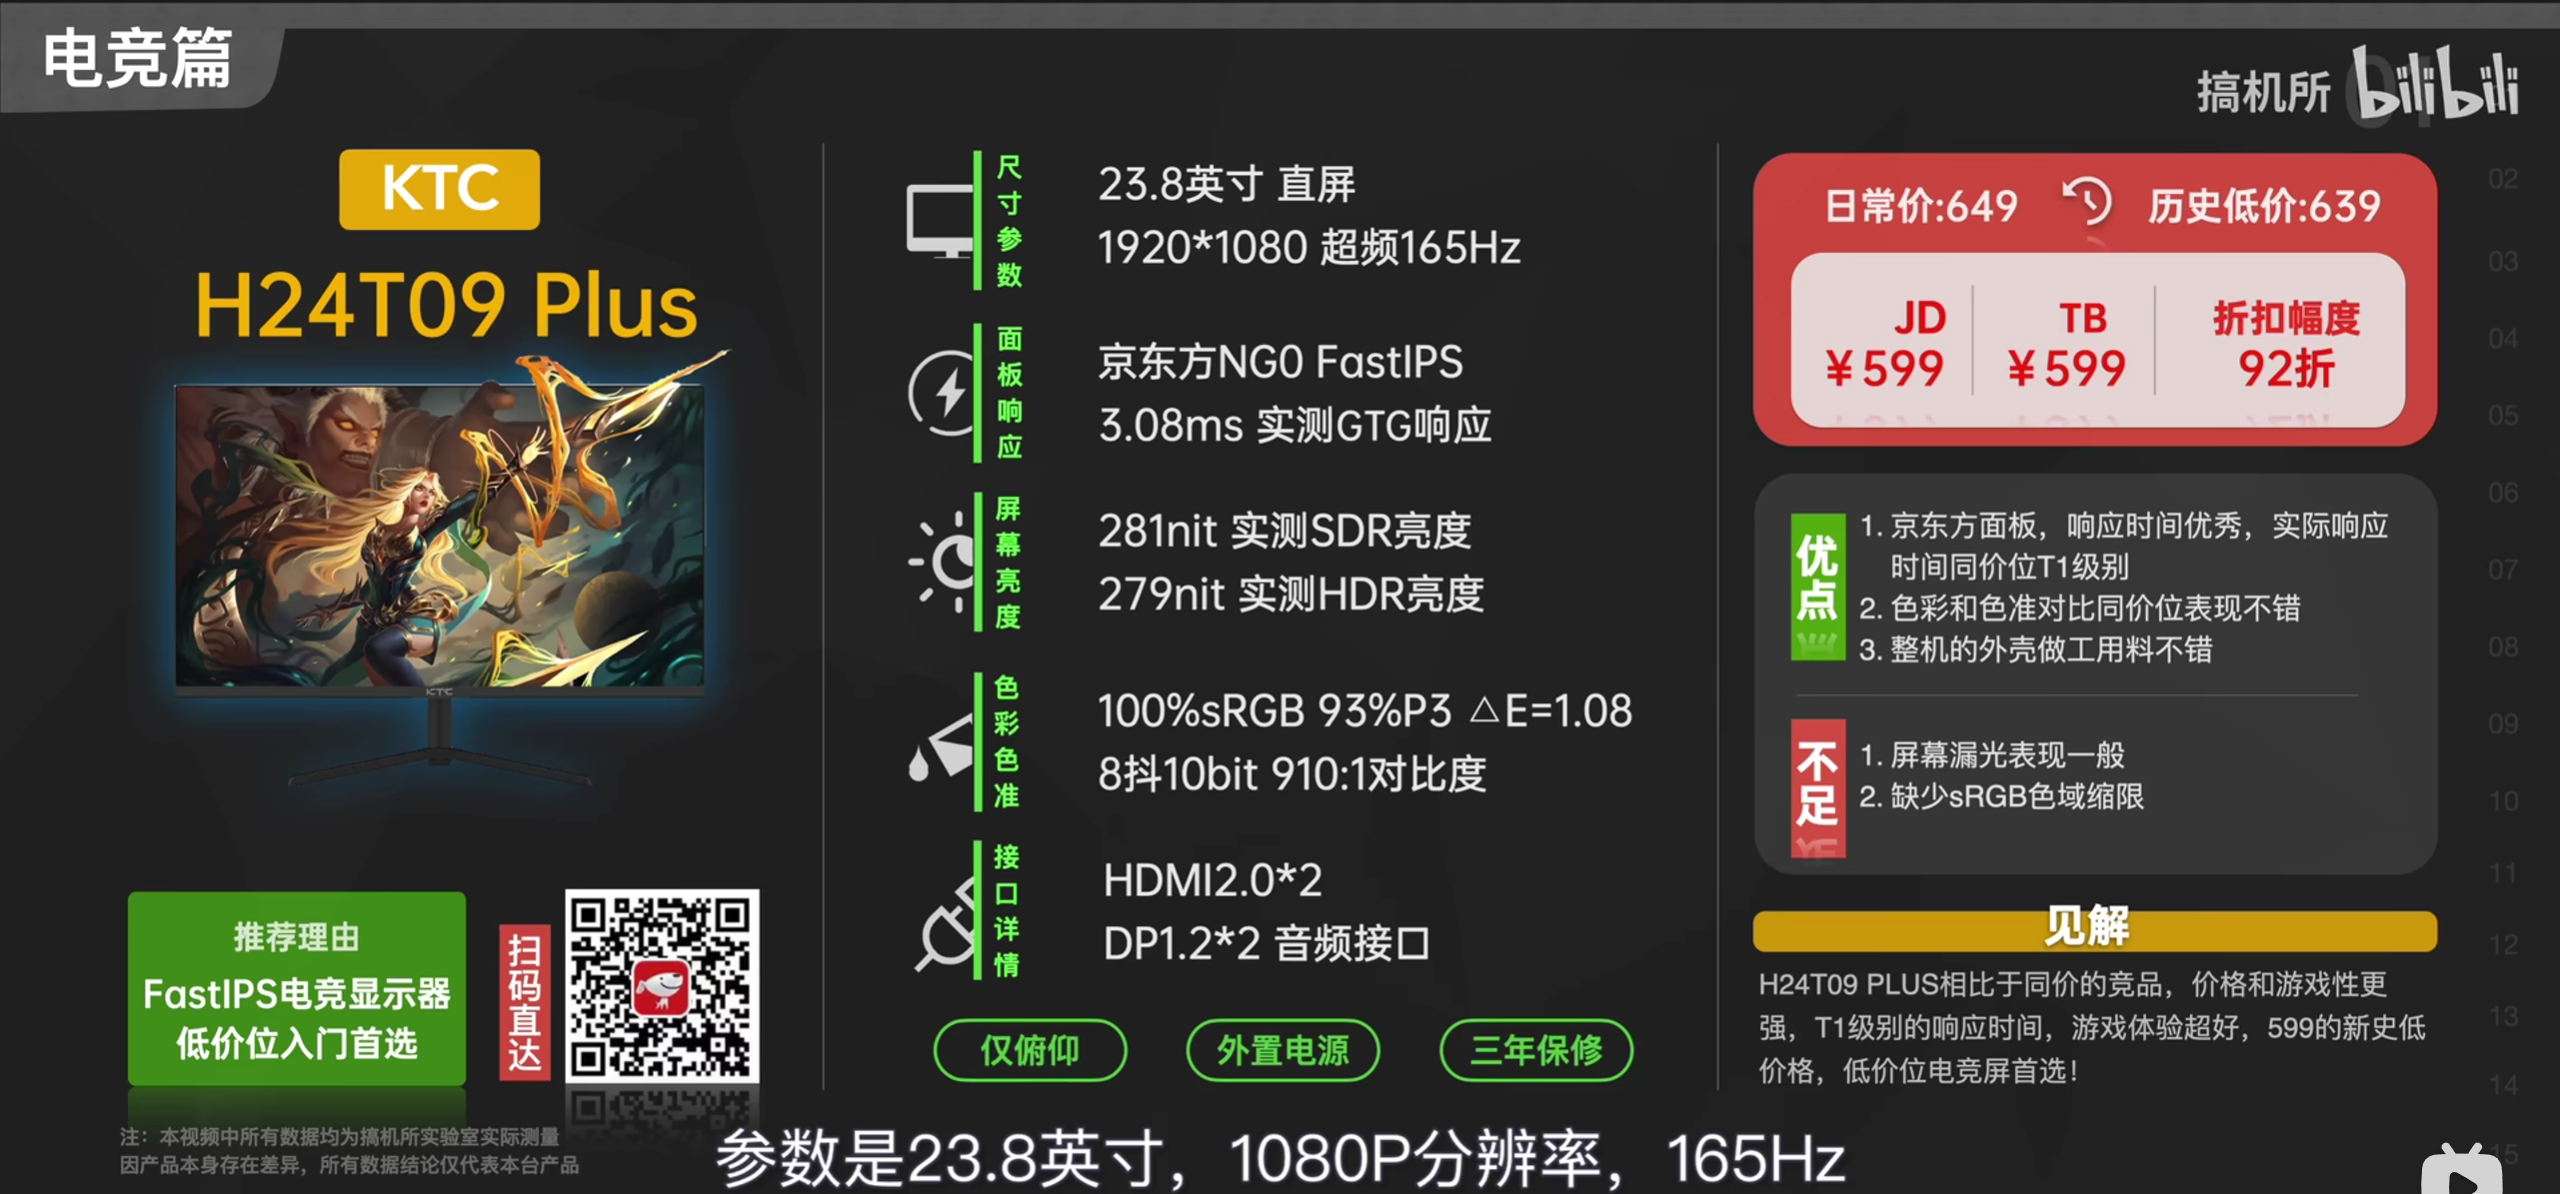 电竞篇
搞机所 bilibili
KTC
H24T09 Plus
KTC
推荐理由
FastIPS电竞显示器
低价位入门首选
扫码直达
注：本视频中所有数据均为搞机所实验室实际测量
因产品本身存在差异，所有数据结论仅代表本台产品
尺寸参数
23.8英寸 直屏
1920*1080 超频165Hz
面板响应
京东方NG0 FastIPS
3.08ms 实测GTG响应
屏幕亮度
281nit 实测SDR亮度
279nit 实测HDR亮度
色彩色准
100%sRGB 93%P3 △E=1.08
8抖10bit 910:1对比度
接口详情
HDMI2.0*2
DP1.2*2 音频接口
仅俯仰 外置电源 三年保修
日常价:649 历史低价:639
JD TB 折扣幅度
¥599 ¥599 92折
优点
1. 京东方面板，响应时间优秀，实际响应
时间同价位T1级别
2. 色彩和色准对比同价位表现不错
3. 整机的外壳做工用料不错
不足
1. 屏幕漏光表现一般
2. 缺少sRGB色域缩限
见解
H24T09 PLUS相比于同价的竞品，价格和游戏性更
强，T1级别的响应时间，游戏体验超好，599的新史低
价格，低价位电竞屏首选！
01
02
03
04
05
06
07
08
09
10
11
12
13
14
15
参数是23.8英寸，1080P分辨率，165Hz